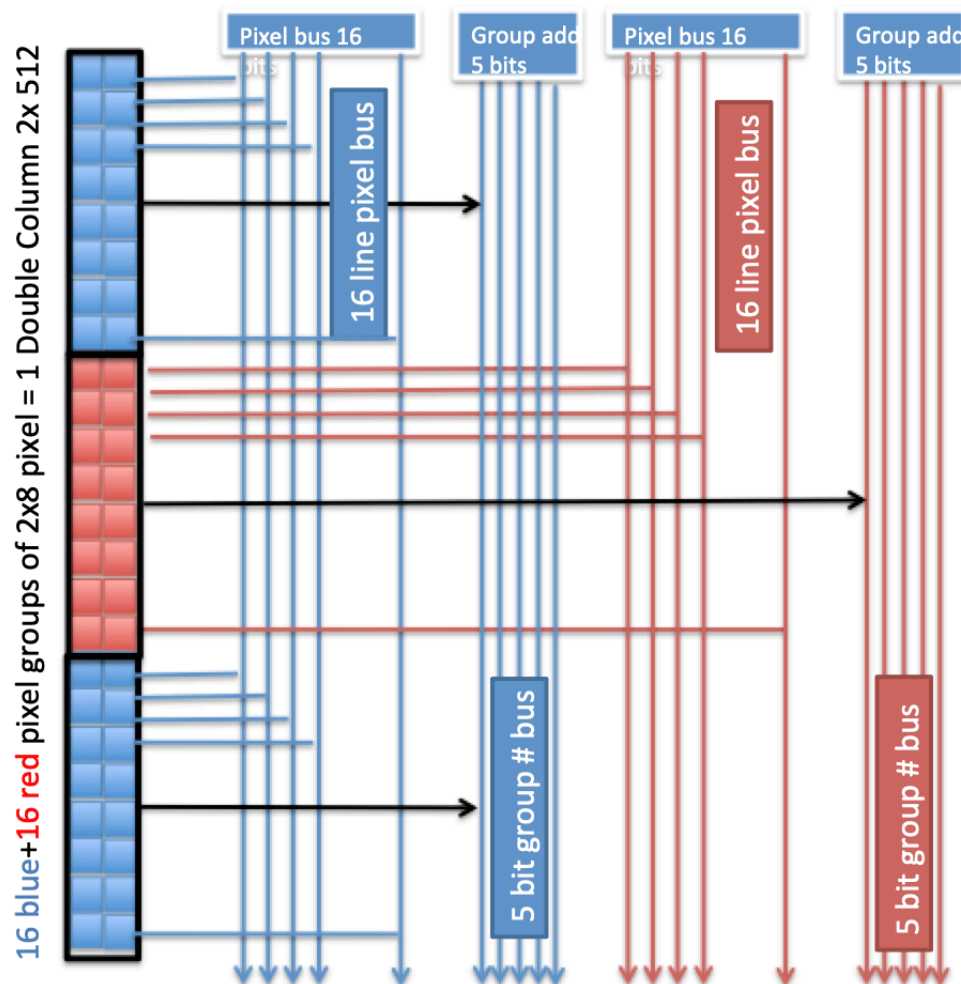 16 blue+16 red pixel groups of 2x8 pixel = 1 Double Column 2x 512
Pixel bus 16
bits
Group add
5 bits
Pixel bus 16
bits
Group add
5 bits
16 line pixel bus
16 line pixel bus
5 bit group # bus
5 bit group # bus